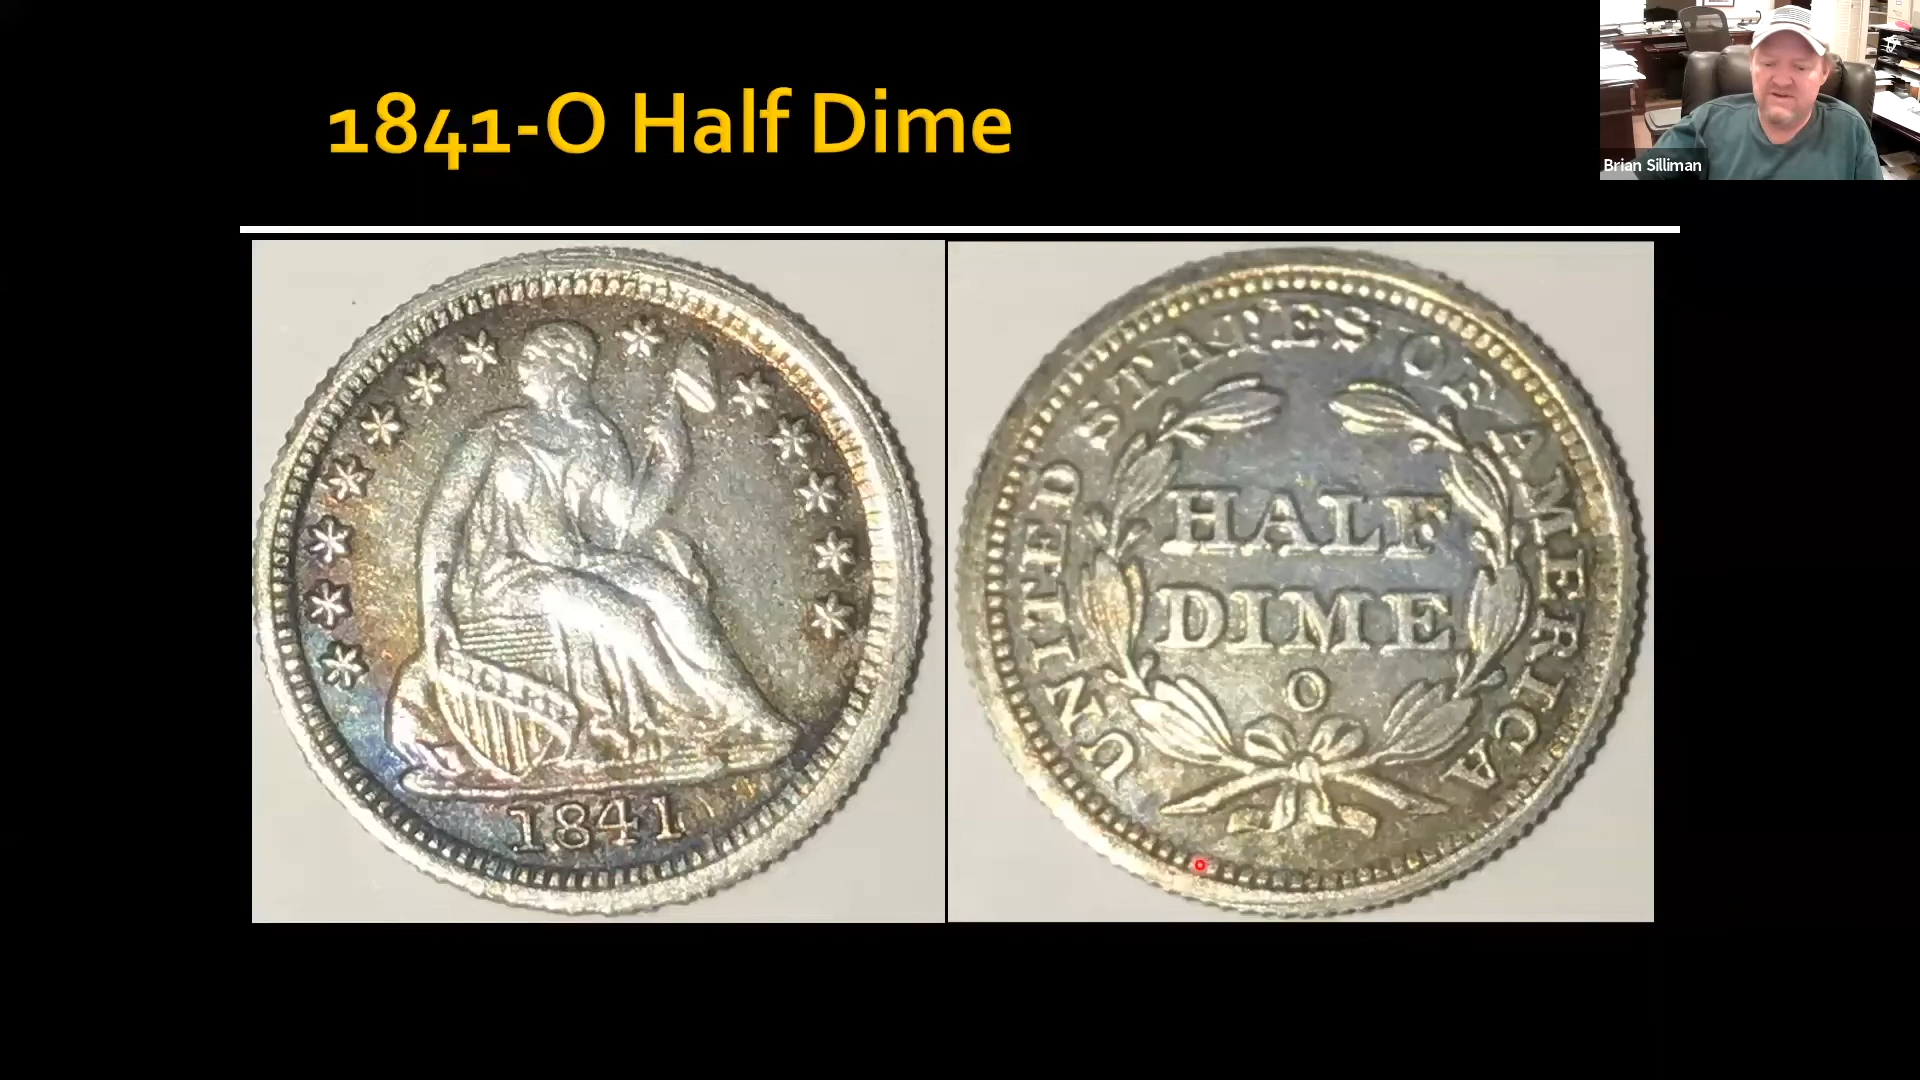 1841-O Half Dime
Brian Silliman
1841
UNITED STATES OF AMERICA
HALF
DIME
O